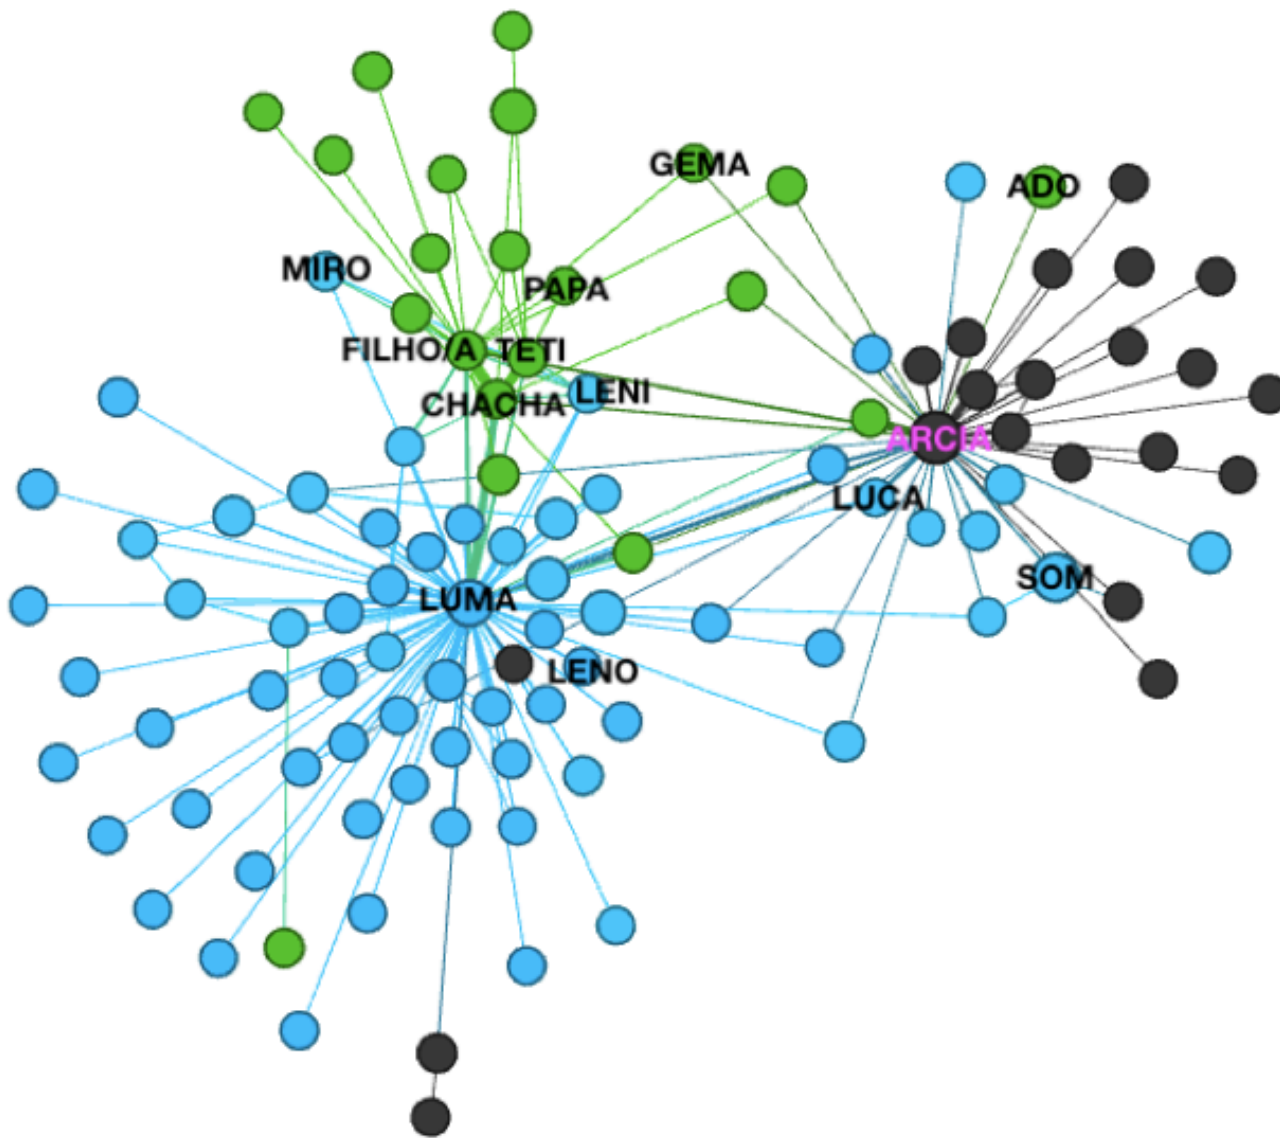 GEMA
ADO
MIRO
PAPA
FILHO/A TETI
LENI
CHACHA
ARCIA
LUCA
SOM
LUMA
LENO